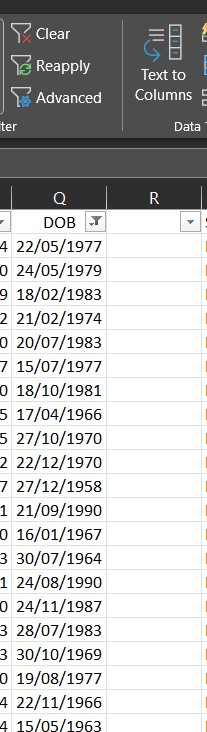 Clear
Reapply
Advanced
Text to
Columns
lter
Data T
Q R
DOB
4 22/05/1977
0 24/05/1979
9 18/02/1983
2 21/02/1974
0 20/07/1983
7 15/07/1977
0 18/10/1981
5 17/04/1966
5 27/10/1970
2 22/12/1970
7 27/12/1958
1 21/09/1990
0 16/01/1967
3 30/07/1964
1 24/08/1990
0 24/11/1987
3 28/07/1983
3 30/10/1969
0 19/08/1977
4 22/11/1966
4 15/05/1963